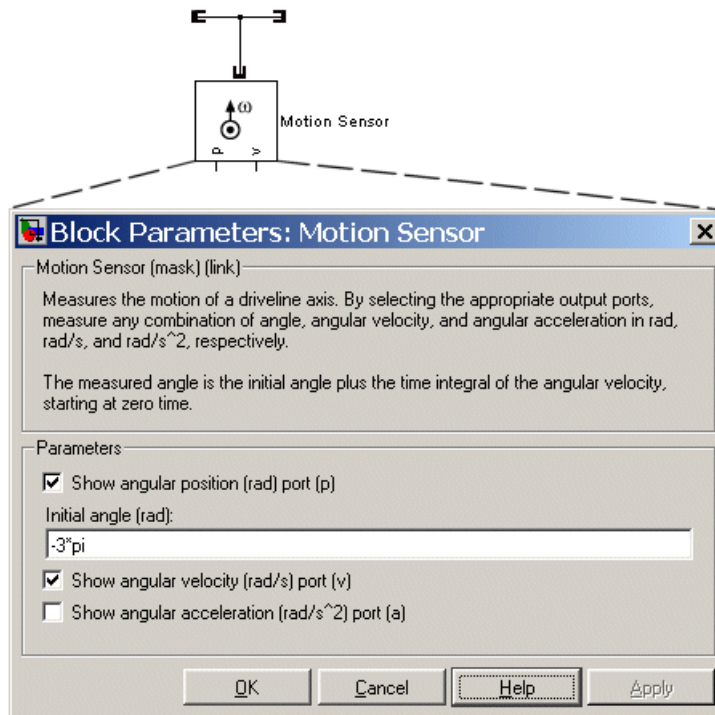 ω
p v
Motion Sensor
Block Parameters: Motion Sensor
Motion Sensor (mask) (link)
Measures the motion of a driveline axis. By selecting the appropriate output ports,
measure any combination of angle, angular velocity, and angular acceleration in rad,
rad/s, and rad/s^2, respectively.
The measured angle is the initial angle plus the time integral of the angular velocity,
starting at zero time.
Parameters
Show angular position (rad) port (p)
Initial angle (rad):
-3*pi
Show angular velocity (rad/s) port (v)
Show angular acceleration (rad/s^2) port (a)
OK Cancel Help Apply